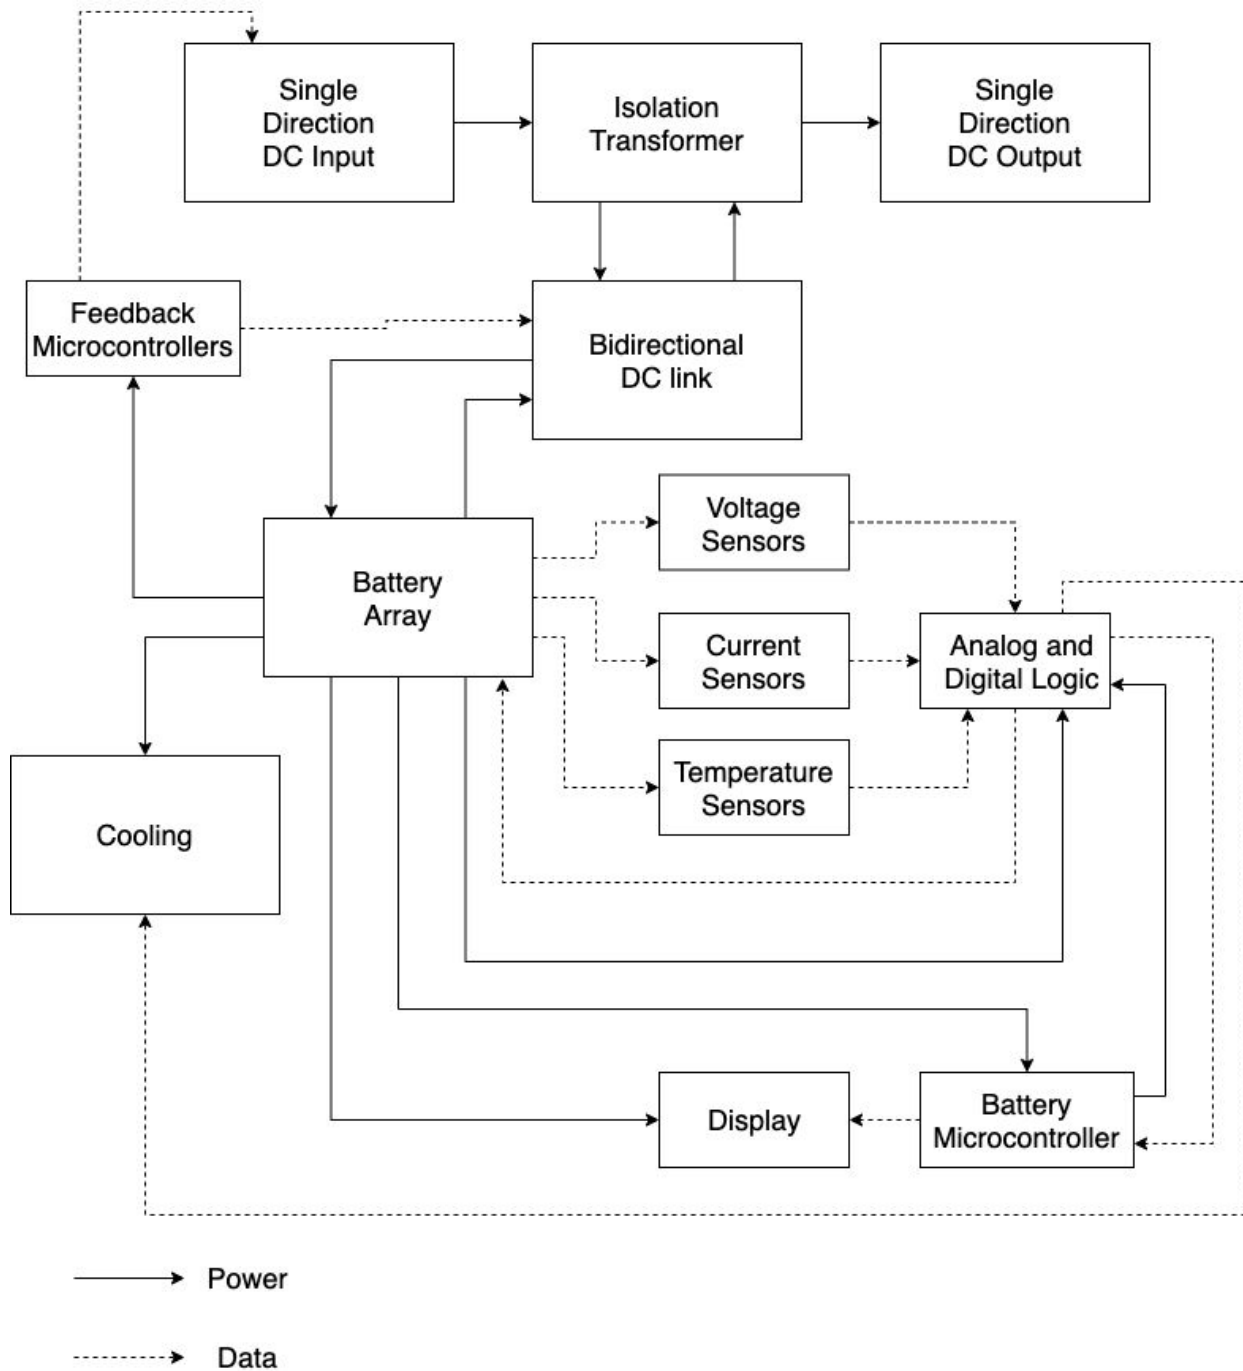 Single
Direction
DC Input
Isolation
Transformer
Single
Direction
DC Output
Feedback
Microcontrollers
Bidirectional
DC link
Voltage
Sensors
Battery
Array
Current
Sensors
Analog and
Digital Logic
Temperature
Sensors
Cooling
Display
Battery
Microcontroller
Power
Data